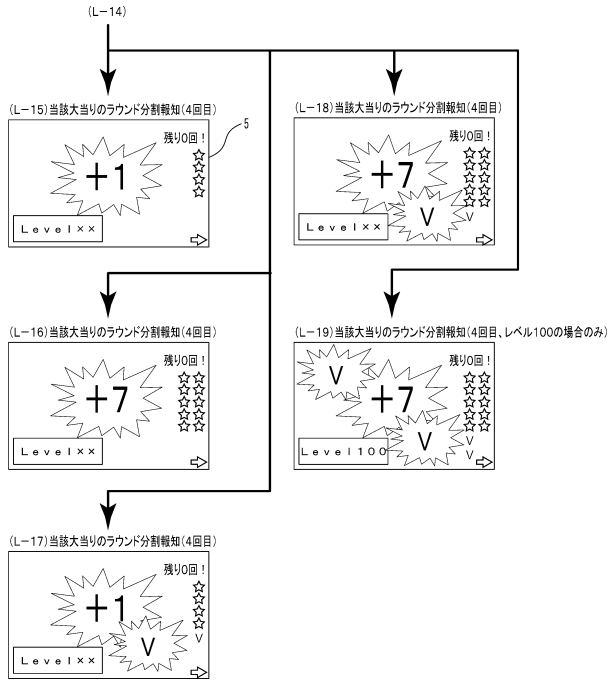 (L-14)
(L-15)当該大当りのラウンド分割報知(4回目)
5
残り0回!
+1
Level××
(L-16)当該大当りのラウンド分割報知(4回目)
残り0回!
+7
Level××
(L-17)当該大当りのラウンド分割報知(4回目)
残り0回!
+1
V
V
Level××
(L-18)当該大当りのラウンド分割報知(4回目)
残り0回!
+7
V
V
Level××
(L-19)当該大当りのラウンド分割報知(4回目、レベル100の場合のみ)
残り0回!
V
+7
V
V
V
Level100